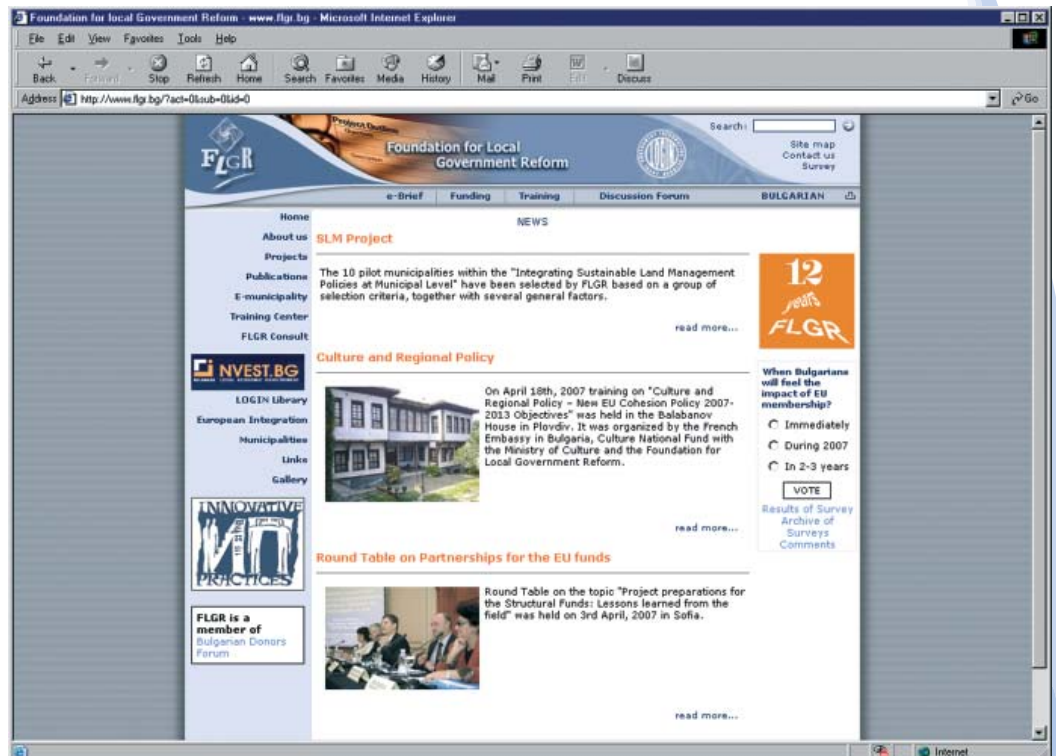 Foundation for local Government Reform - www.flgr.bg - Microsoft Internet Explorer
File Edit View Favorites Tools Help
Back Forward Stop Refresh Home Search Favorites Media History Mail Print Edit Discuss
Address http://www.flgr.bg/?act=0&sub=0&id=0 Go
FLGR
Project Outline
Foundation for Local
Government Reform
Search:
Site map
Contact us
Survey
e-Brief Funding Training Discussion Forum BULGARIAN
Home
About us
Projects
Publications
E-municipality
Training Center
FLGR Consult
INVEST.BG
LOGIN Library
European Integration
Municipalities
Links
Gallery
INNOVATIVE
PRACTICES
FLGR is a
member of
Bulgarian Donors
Forum
NEWS
SLM Project
The 10 pilot municipalities within the "Integrating Sustainable Land Management
Policies at Municipal Level" have been selected by FLGR based on a group of
selection criteria, together with several general factors.
read more...
Culture and Regional Policy
On April 18th, 2007 training on "Culture and
Regional Policy – New EU Cohesion Policy 2007-
2013 Objectives" was held in the Balabanov
House in Plovdiv. It was organized by the French
Embassy in Bulgaria, Culture National Fund with
the Ministry of Culture and the Foundation for
Local Government Reform.
read more...
Round Table on Partnerships for the EU funds
Round Table on the topic "Project preparations for
the Structural Funds: Lessons learned from the
field" was held on 3rd April, 2007 in Sofia.
read more...
12
years
FLGR
When Bulgarians
will feel the
impact of EU
membership?
Immediately
During 2007
In 2-3 years
VOTE
Results of Survey
Archive of
Surveys
Comments
Internet